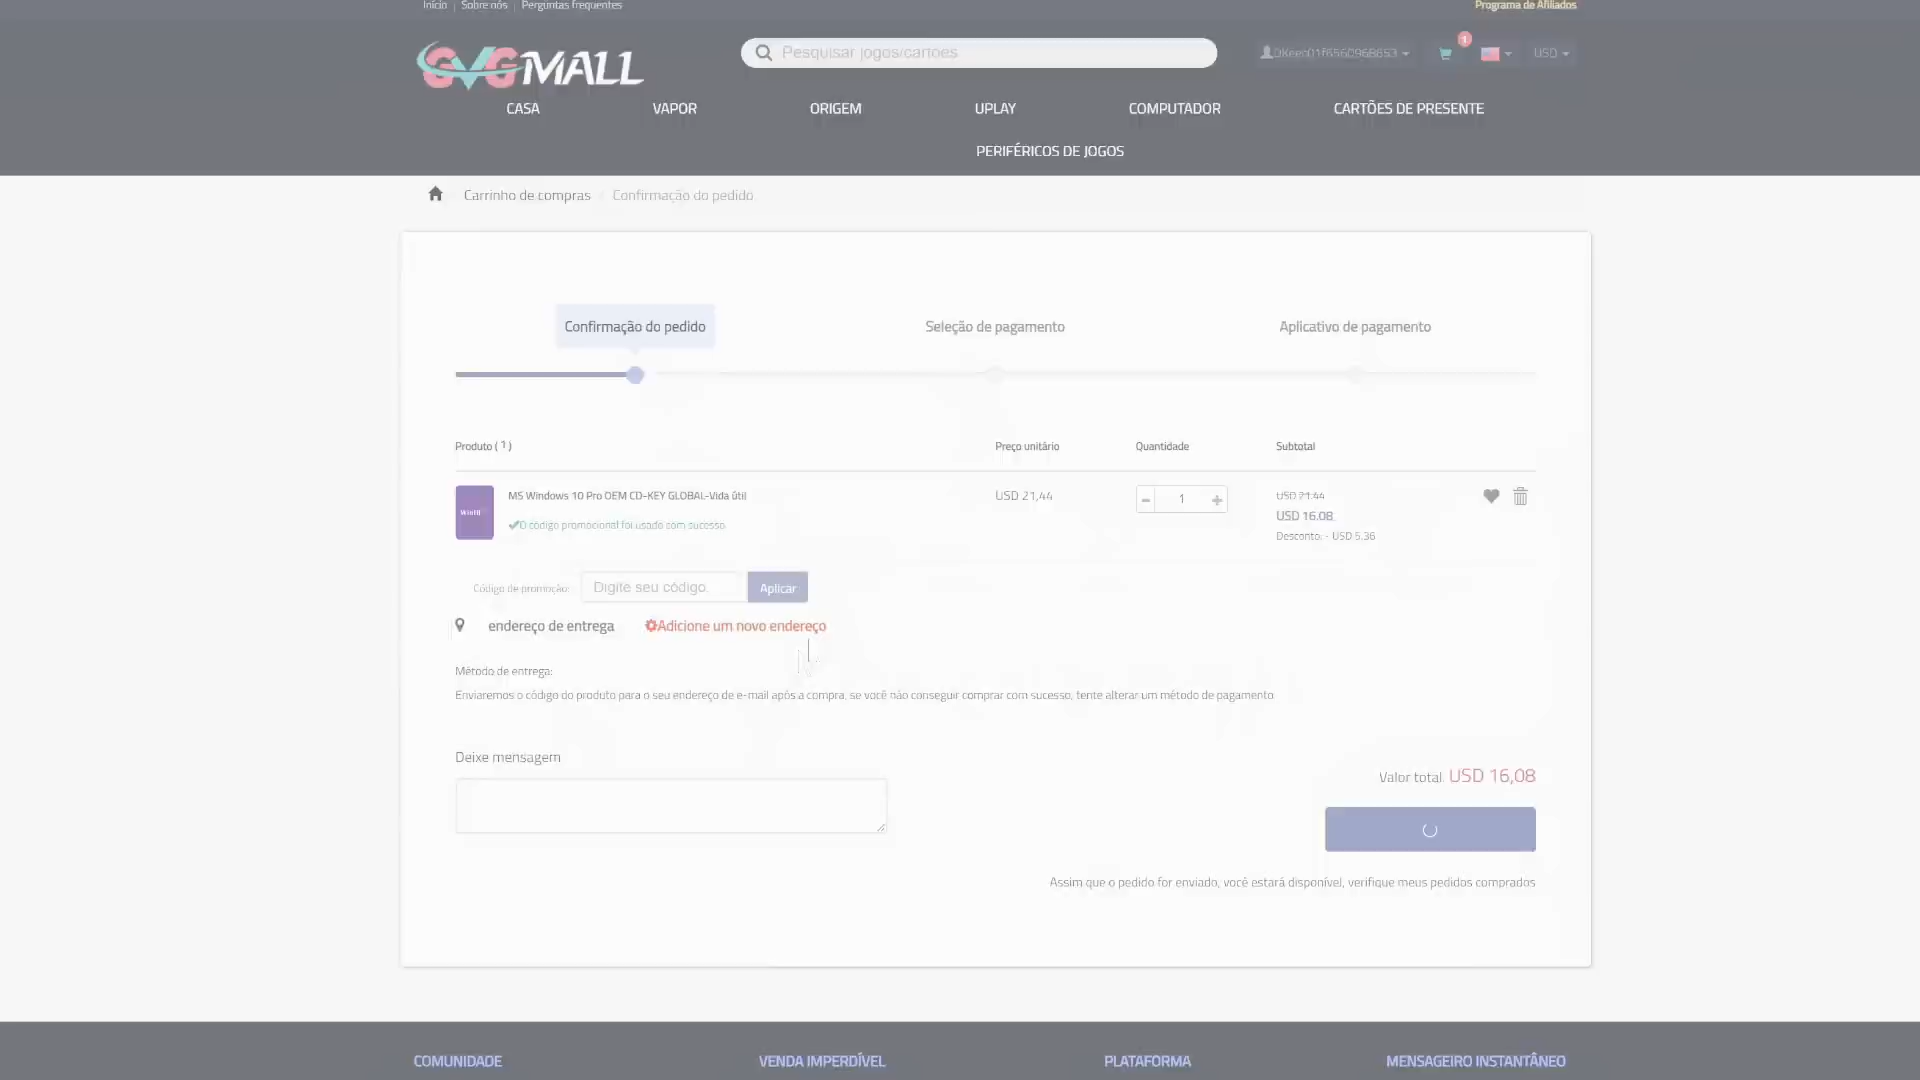 Início Sobre nós Perguntas frequentes Programa de Afiliados
GVGMALL
Pesquisar jogos/cartões
USD
1
CASA VAPOR ORIGEM UPLAY COMPUTADOR CARTÕES DE PRESENTE
PERIFÉRICOS DE JOGOS
Carrinho de compras Confirmação do pedido
Confirmação do pedido Seleção de pagamento Aplicativo de pagamento
Produto ( 1 ) Preço unitário Quantidade Subtotal
MS Windows 10 Pro OEM CD-KEY GLOBAL-Vida útil USD 21,44 1 USD 21.44
USD 16.08
O código promocional foi usado com sucesso
Desconto: - USD 5.36
Código de promoção: Digite seu código. Aplicar
endereço de entrega Adicione um novo endereço
Método de entrega:
Enviaremos o código do produto para o seu endereço de e-mail após a compra, se você não conseguir comprar com sucesso, tente alterar um método de pagamento
Deixe mensagem
Valor total. USD 16,08
Assim que o pedido for enviado, você estará disponível, verifique meus pedidos comprados
COMUNIDADE VENDA IMPERDÍVEL PLATAFORMA MENSAGEIRO INSTANTÂNEO